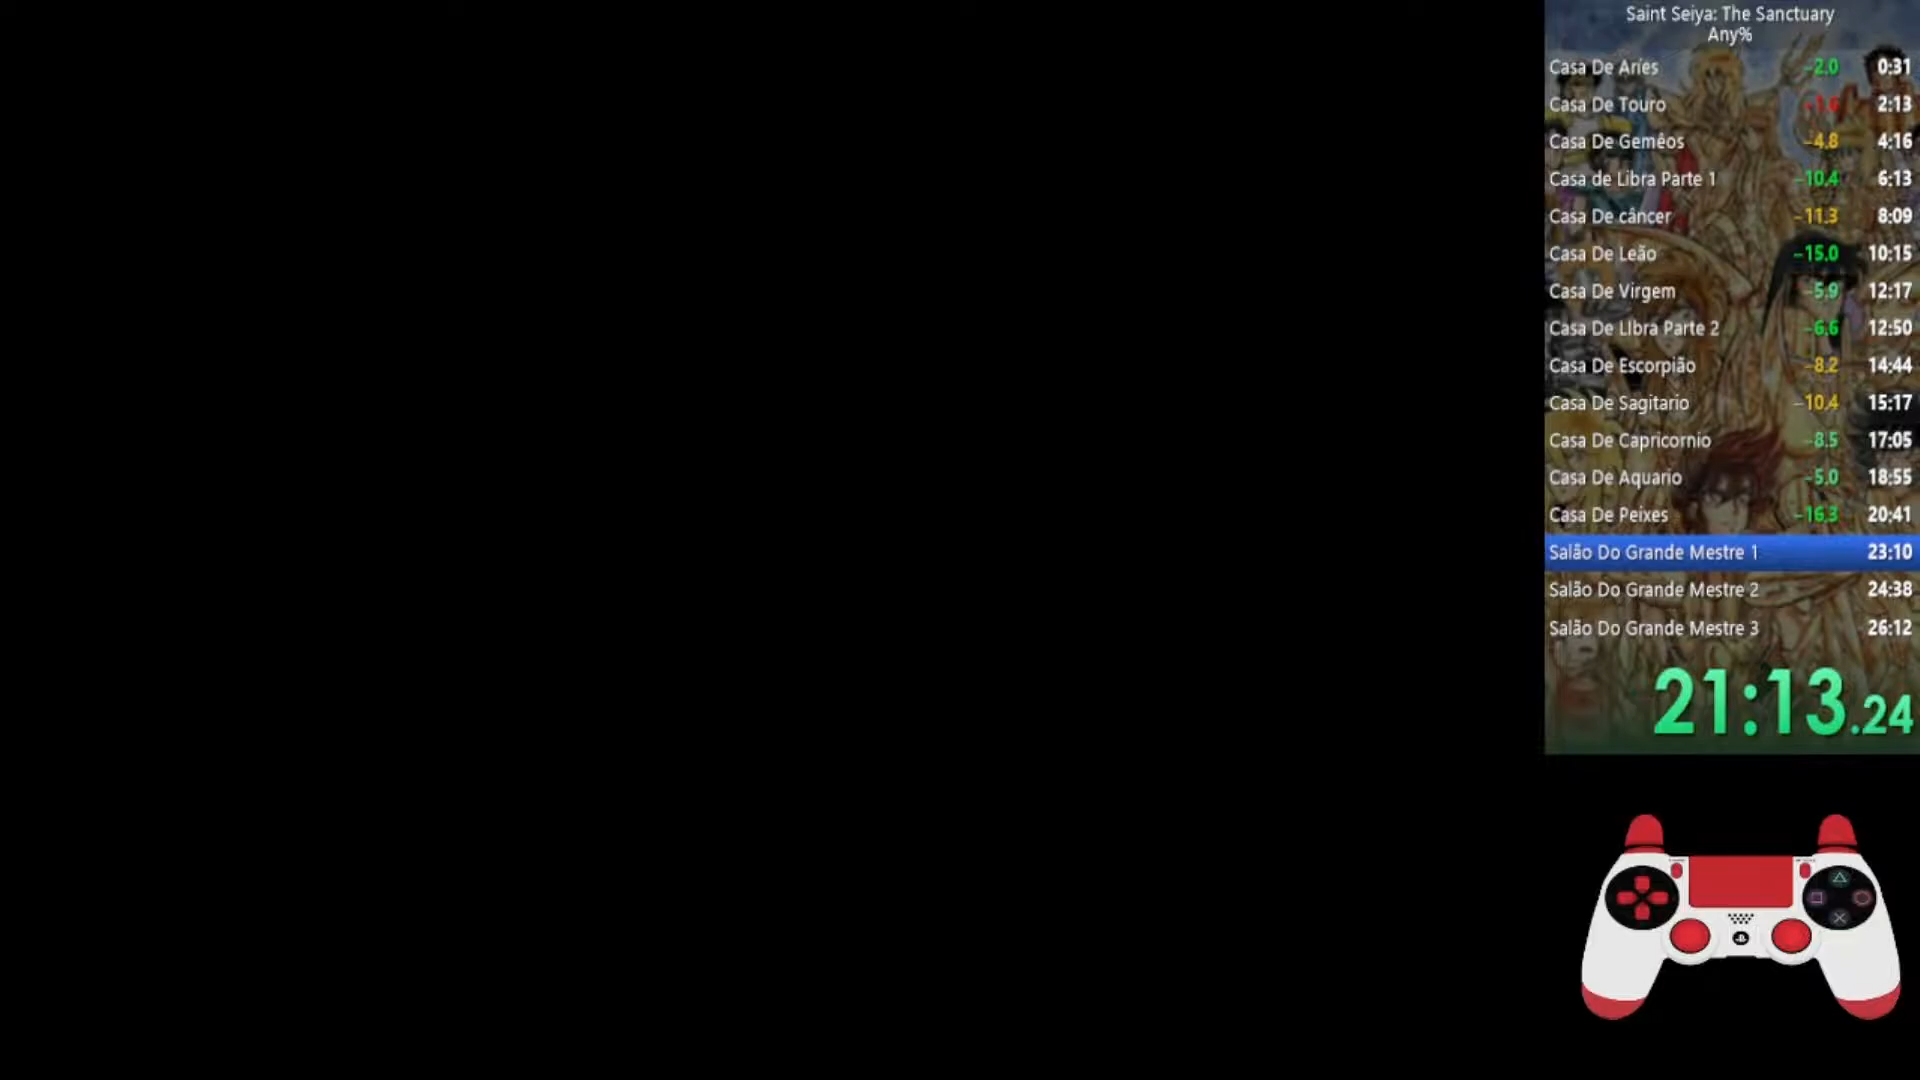 Saint Seiya: The Sanctuary
Any%
Casa De Aríes -2.0 0:31
Casa De Touro +1.6 2:13
Casa De Gemêos -4.8 4:16
Casa de Libra Parte 1 -10.4 6:13
Casa De câncer -11.3 8:09
Casa De Leão -15.0 10:15
Casa De Virgem -5.9 12:17
Casa De LIbra Parte 2 -6.6 12:50
Casa De Escorpião -8.2 14:44
Casa De Sagitario -10.4 15:17
Casa De Capricornio -8.5 17:05
Casa De Aquario -5.0 18:55
Casa De Peixes -16.3 20:41
Salão Do Grande Mestre 1 23:10
Salão Do Grande Mestre 2 24:38
Salão Do Grande Mestre 3 26:12
21:13.24